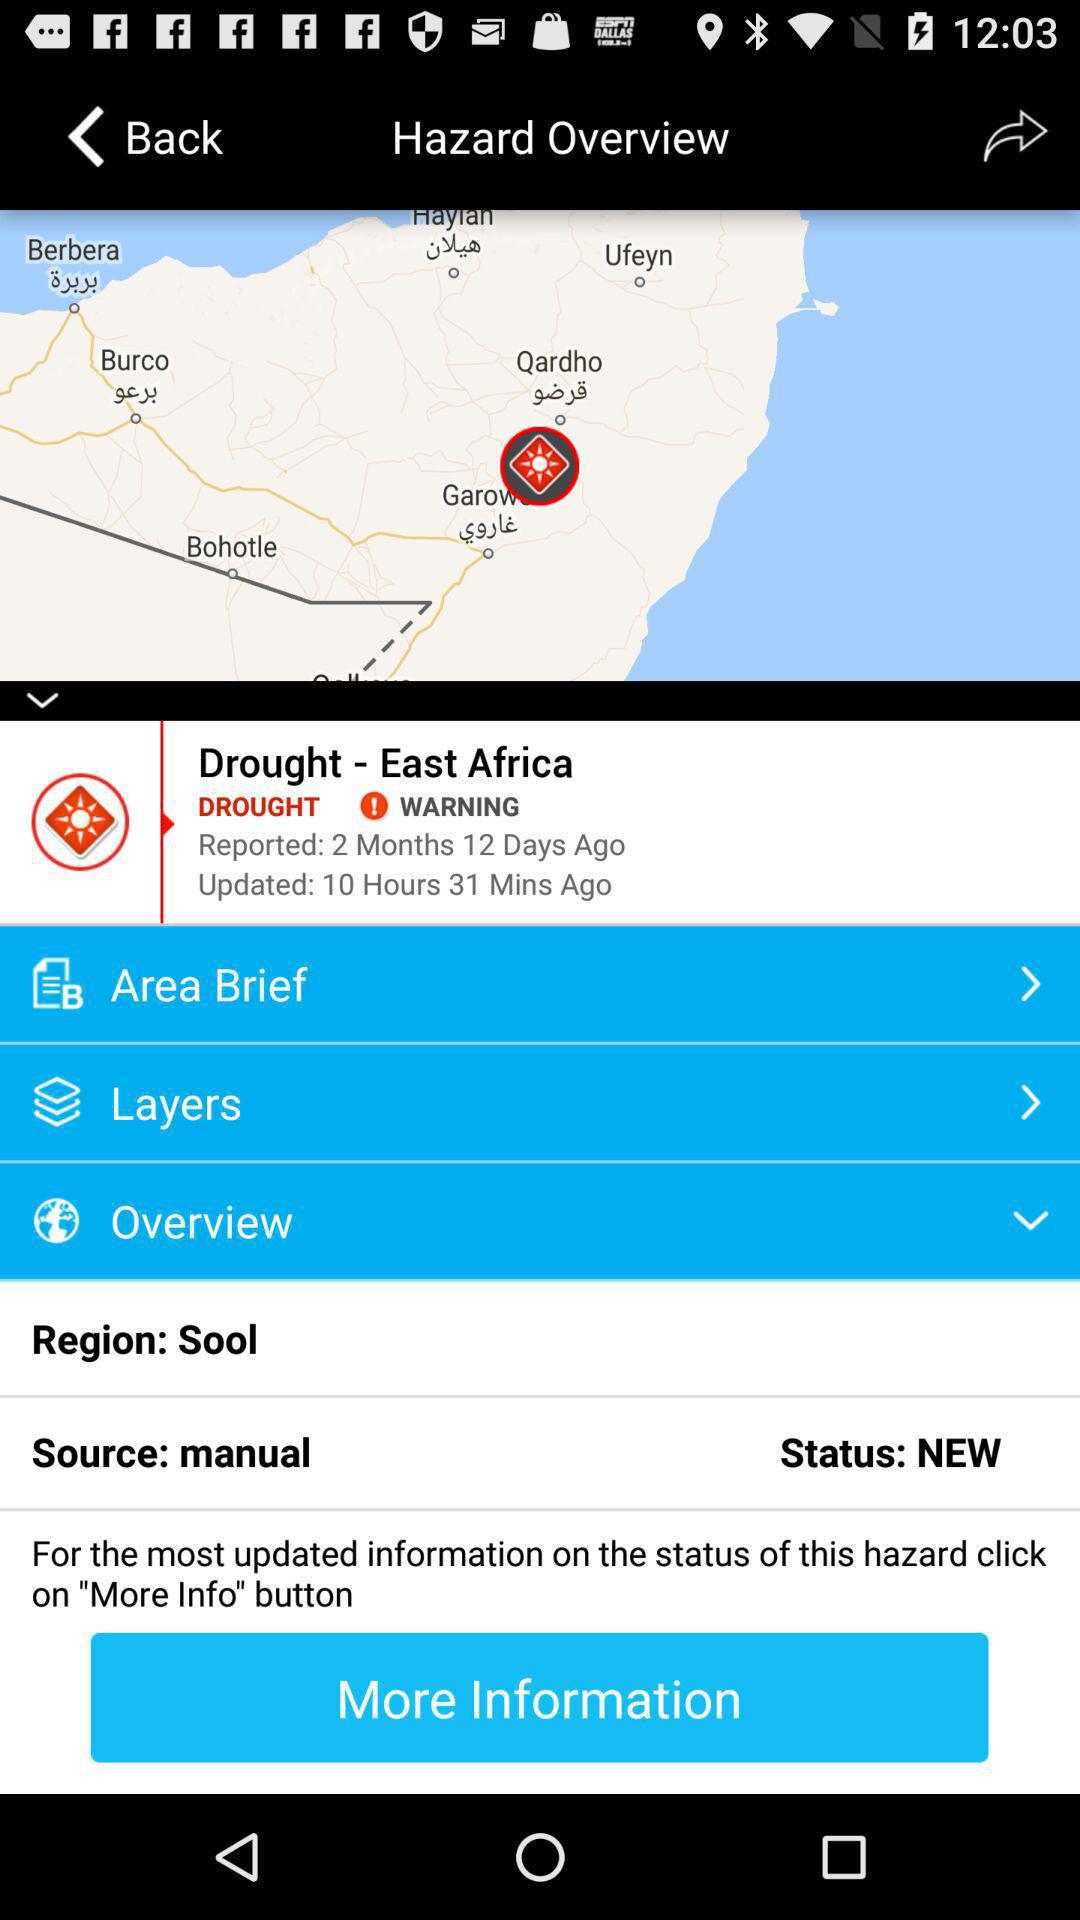 ESPN
DALLAS
12:03
Back
Hazard Overview
Haylan
هيلان
Berbera
بربرة
Ufeyn
Burco
برعو
Qardho
قرضو
غاروي
Bohotle
Drought - East Africa
DROUGHT
WARNING
Reported: 2 Months 12 Days Ago
Updated: 10 Hours 31 Mins Ago
Area Brief
Layers
Overview
Region: Sool
Source: manual
Status: NEW
For the most updated information on the status of this hazard click
on "More Info" button
More Information